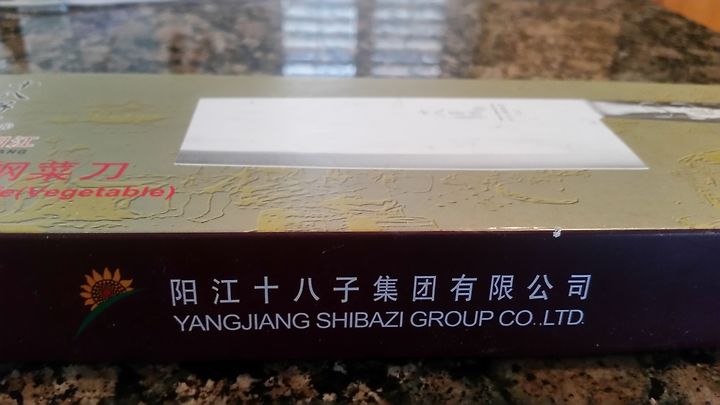 钢菜刀
(Vegetable)
阳江十八子集团有限公司
YANGJIANG SHIBAZI GROUP CO.,LTD.